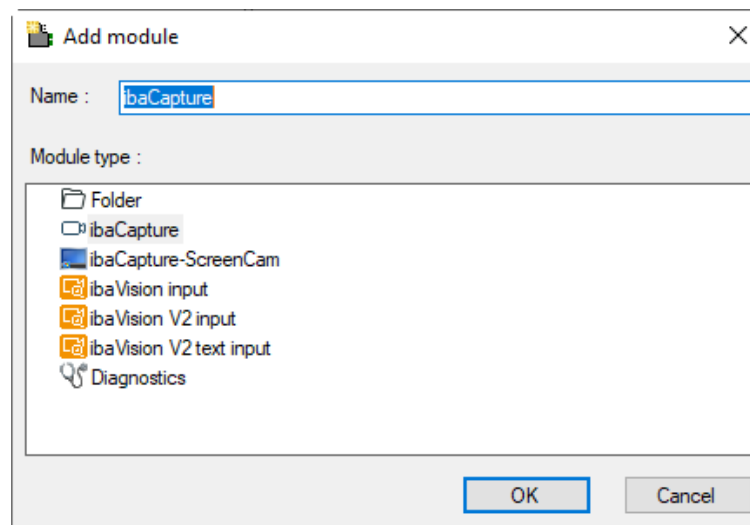 Add module
Name : ibaCapture
Module type :
Folder
ibaCapture
ibaCapture-ScreenCam
ibaVision input
ibaVision V2 input
ibaVision V2 text input
Diagnostics
OK Cancel